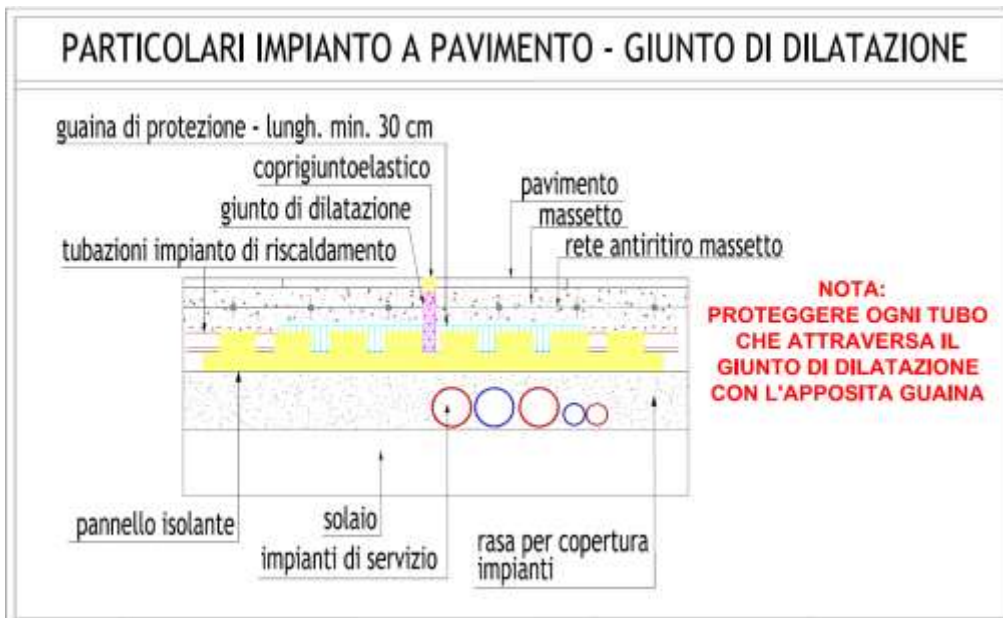 PARTICOLARI IMPIANTO A PAVIMENTO - GIUNTO DI DILATAZIONE
guaina di protezione - lungh. min. 30 cm
coprigiuntoelastico
giunto di dilatazione
tubazioni impianto di riscaldamento
pavimento
massetto
rete antiritiro massetto
NOTA:
PROTEGGERE OGNI TUBO
CHE ATTRAVERSA IL
GIUNTO DI DILATAZIONE
CON L'APPOSITA GUAINA
pannello isolante
solaio
impianti di servizio
rasa per copertura
impianti